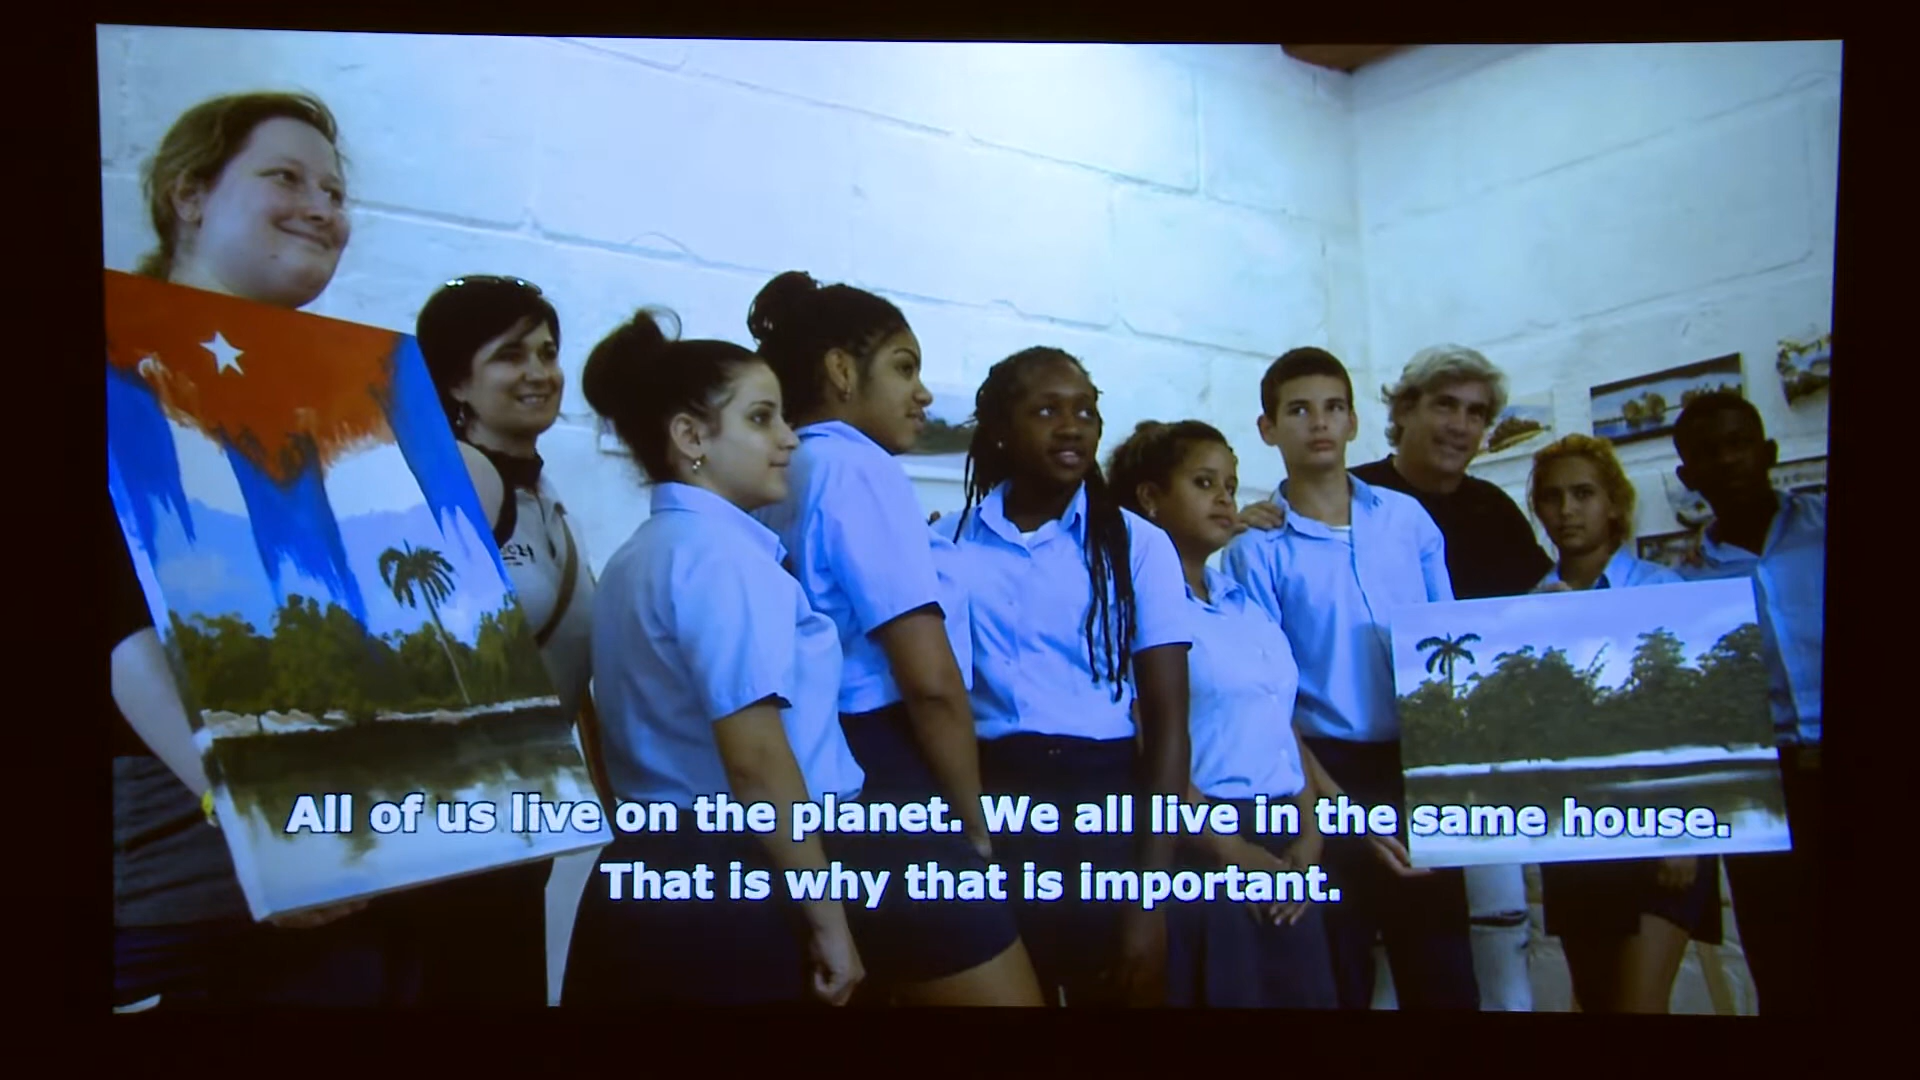 All of us live on the planet. We all live in the same house.
That is why that is important.